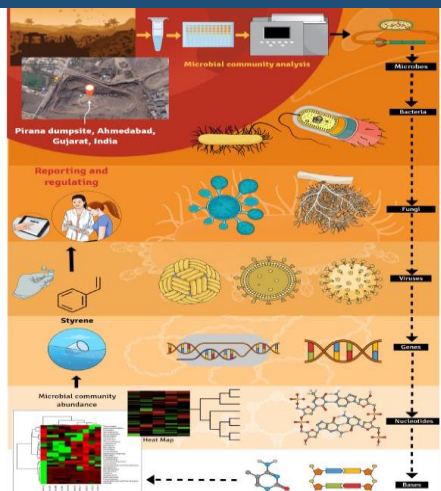 Microbial community analysis
Microbes
Pirana dumpsite, Ahmedabad,
Gujarat, India
Bacteria
Reporting and
regulating
Fungi
Viruses
Styrene
Genes
Microbial community
abundance
Heat Map
Nucleotides
Bases